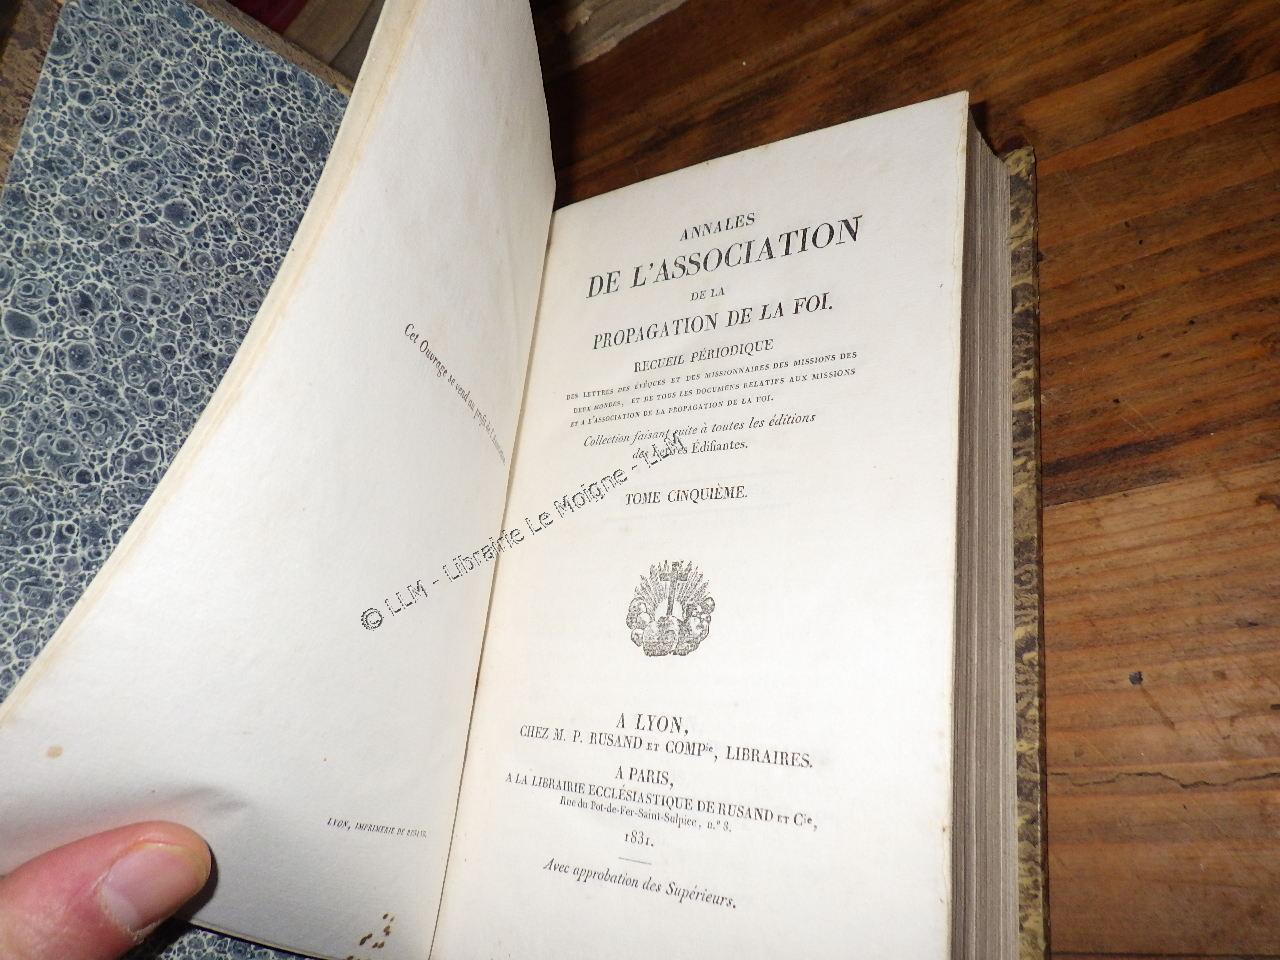 Cet Ouvrage se vend au profit de l'Association.
LYON, IMPRIMERIE DE RUSAND.
ANNALES
DE L'ASSOCIATION
DE LA
PROPAGATION DE LA FOI.
RECUEIL PÉRIODIQUE
DES LETTRES DES ÉVÊQUES ET DES MISSIONNAIRES DES MISSIONS DES
DEUX MONDES, ET DE TOUS LES DOCUMENS RELATIFS AUX MISSIONS
ET A L'ASSOCIATION DE LA PROPAGATION DE LA FOI.
Collection faisant suite à toutes les éditions
des Lettres Édifiantes.
TOME CINQUIÈME.
A LYON,
CHEZ M. P. RUSAND ET COMPie, LIBRAIRES.
A PARIS,
A LA LIBRAIRIE ECCLÉSIASTIQUE DE RUSAND ET Cie,
Rue du Pot-de-Fer-Saint-Sulpice, n.º 8.
1831.
Avec approbation des Supérieurs.
© LLM - Librairie Le Moigne - LLM